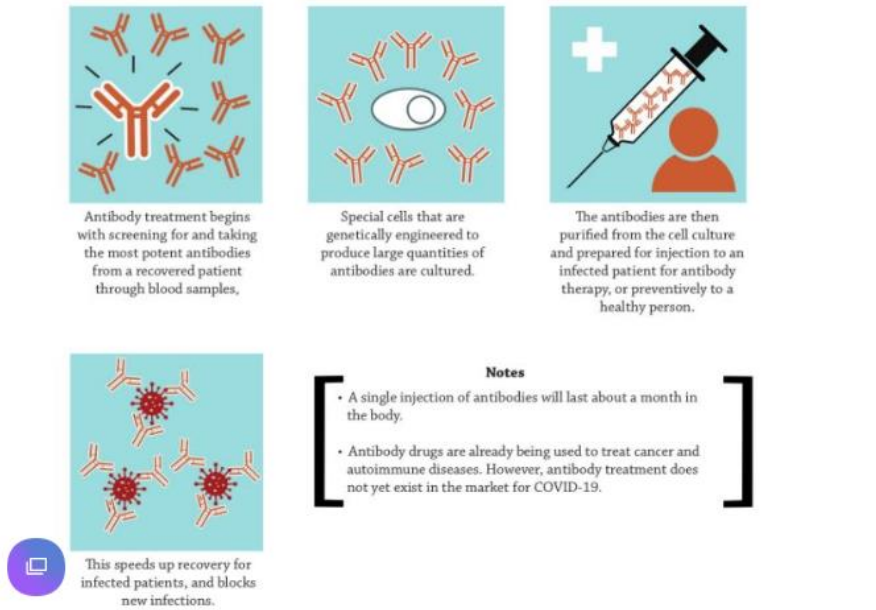 Antibody treatment begins
with screening for and taking
the most potent antibodies
from a recovered patient
through blood samples,
Special cells that are
genetically engineered to
produce large quantities of
antibodies are cultured.
The antibodies are then
purified from the cell culture
and prepared for injection to an
infected patient for antibody
therapy, or preventively to a
healthy person.
This speeds up recovery for
infected patients, and blocks
new infections.
Notes
• A single injection of antibodies will last about a month in
the body.
• Antibody drugs are already being used to treat cancer and
autoimmune diseases. However, antibody treatment does
not yet exist in the market for COVID-19.